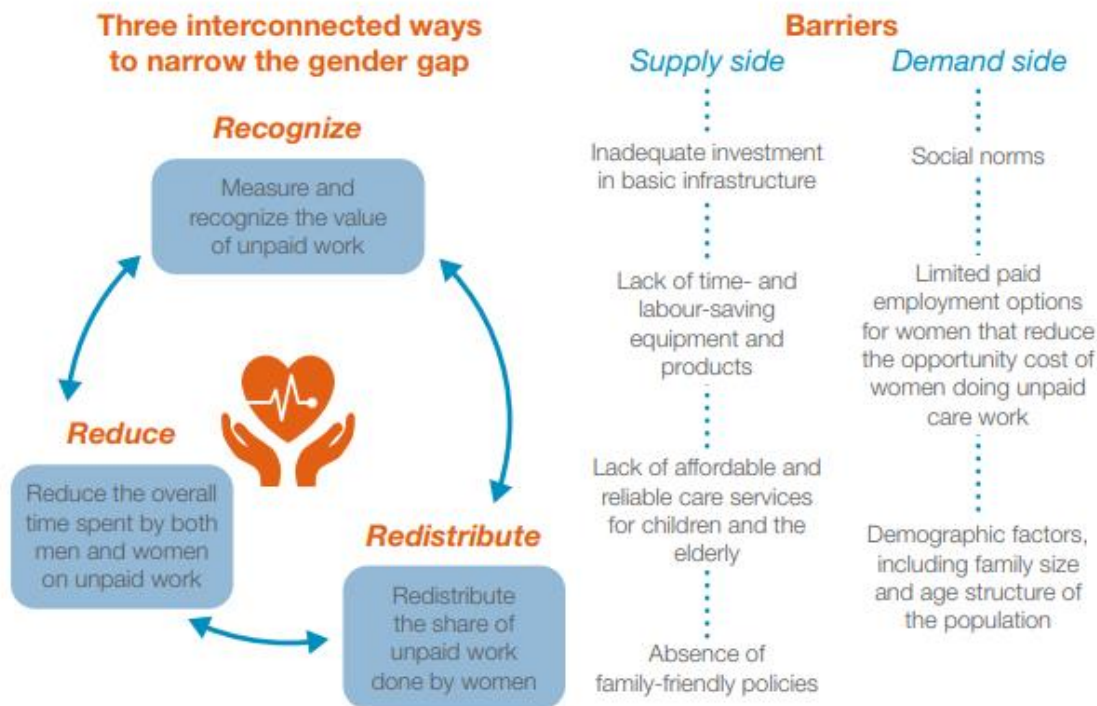 Three interconnected ways
to narrow the gender gap
Recognize
Measure and
recognize the value
of unpaid work
Reduce
Reduce the overall
time spent by both
men and women
on unpaid work
Redistribute
Redistribute
the share of
unpaid work
done by women
Barriers
Supply side
Inadequate investment
in basic infrastructure
Lack of time- and
labour-saving
equipment and
products
Lack of affordable and
reliable care services
for children and the
elderly
Absence of
family-friendly policies
Demand side
Social norms
Limited paid
employment options
for women that reduce
the opportunity cost of
women doing unpaid
care work
Demographic factors,
including family size
and age structure of
the population